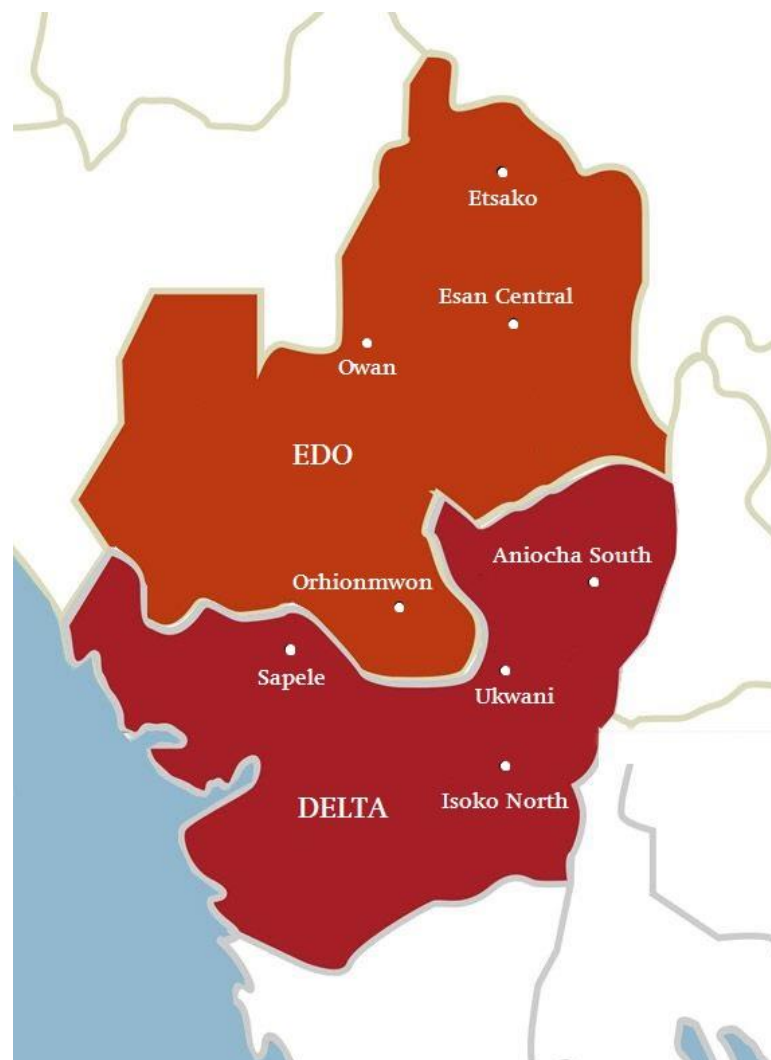 Etsako
Esan Central
Owan
EDO
Aniocha South
Orhionmwon
Sapele
Ukwani
Isoko North
DELTA